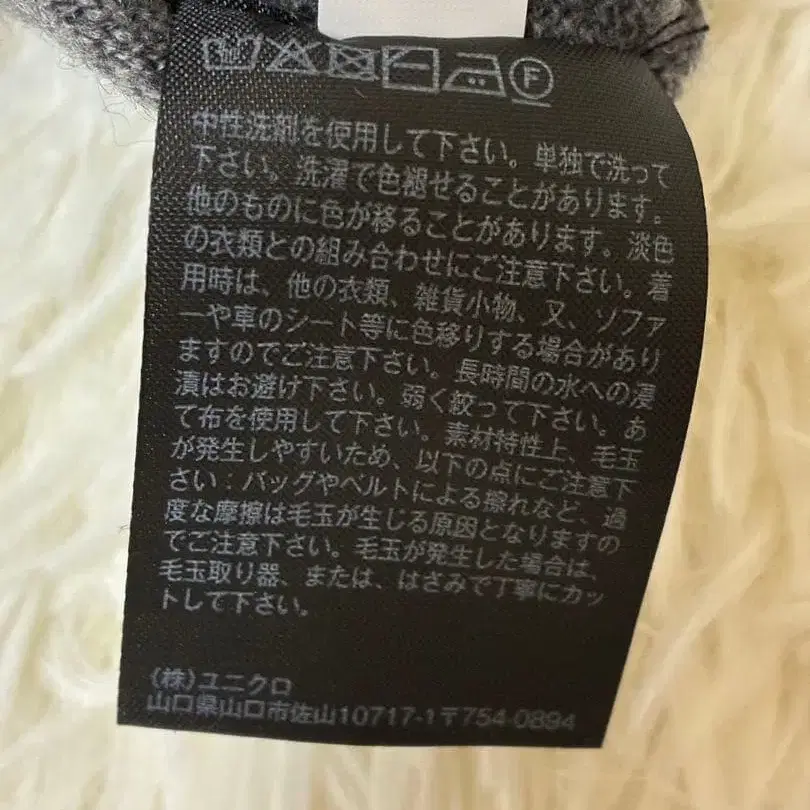 F
中性洗剤を使用して下さい。単独で洗って
下さい。洗濯で色褪せることがあります。
他のものに色が移ることがあります。淡色
の衣類との組み合わせにご注意下さい。着
用時は、他の衣類、雑貨小物、又、ソファ
ーや車のシート等に色移りする場合があり
ますのでご注意下さい。長時間の水への浸
漬はお避け下さい。弱く絞って下さい。あ
て布を使用して下さい。素材特性上、毛玉
が発生しやすいため、以下の点にご注意下
さい：バッグやベルトによる擦れなど、過
度な摩擦は毛玉が生じる原因となりますの
でご注意下さい。毛玉が発生した場合は、
毛玉取り器、または、はさみで丁寧にカッ
トして下さい。
(株)ユニクロ
山口県山口市佐山10717-1〒754-0894